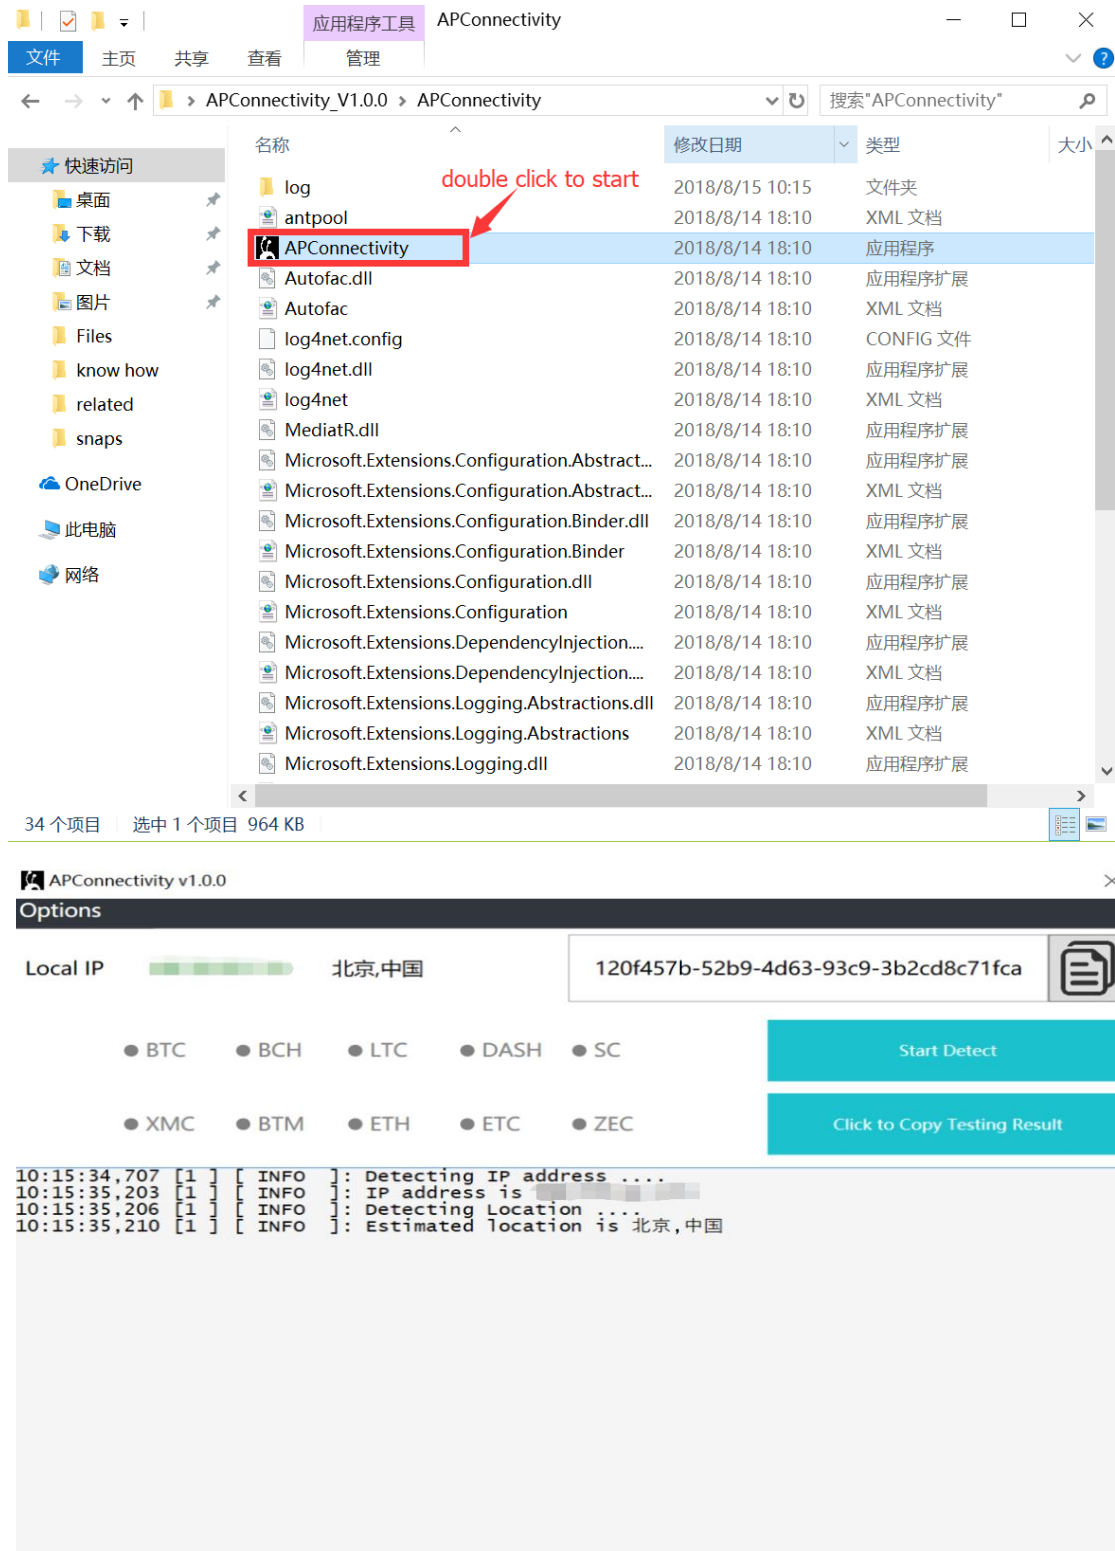 应用程序工具 APConnectivity
文件 主页 共享 查看 管理
APConnectivity_V1.0.0 > APConnectivity 搜索"APConnectivity"
名称 修改日期 类型 大小
double click to start
快速访问
桌面
下载
文档
图片
Files
know how
related
snaps
OneDrive
此电脑
网络
log 2018/8/15 10:15 文件夹
antpool 2018/8/14 18:10 XML 文档
APConnectivity 2018/8/14 18:10 应用程序
Autofac.dll 2018/8/14 18:10 应用程序扩展
Autofac 2018/8/14 18:10 XML 文档
log4net.config 2018/8/14 18:10 CONFIG 文件
log4net.dll 2018/8/14 18:10 应用程序扩展
log4net 2018/8/14 18:10 XML 文档
MediatR.dll 2018/8/14 18:10 应用程序扩展
Microsoft.Extensions.Configuration.Abstract... 2018/8/14 18:10 应用程序扩展
Microsoft.Extensions.Configuration.Abstract... 2018/8/14 18:10 XML 文档
Microsoft.Extensions.Configuration.Binder.dll 2018/8/14 18:10 应用程序扩展
Microsoft.Extensions.Configuration.Binder 2018/8/14 18:10 XML 文档
Microsoft.Extensions.Configuration.dll 2018/8/14 18:10 应用程序扩展
Microsoft.Extensions.Configuration 2018/8/14 18:10 XML 文档
Microsoft.Extensions.DependencyInjection.... 2018/8/14 18:10 应用程序扩展
Microsoft.Extensions.DependencyInjection.... 2018/8/14 18:10 XML 文档
Microsoft.Extensions.Logging.Abstractions.dll 2018/8/14 18:10 应用程序扩展
Microsoft.Extensions.Logging.Abstractions 2018/8/14 18:10 XML 文档
Microsoft.Extensions.Logging.dll 2018/8/14 18:10 应用程序扩展
34 个项目 选中 1 个项目 964 KB
APConnectivity v1.0.0
Options
Local IP 北京,中国 120f457b-52b9-4d63-93c9-3b2cd8c71fca
BTC BCH LTC DASH SC Start Detect
XMC BTM ETH ETC ZEC Click to Copy Testing Result
10:15:34,707 [1 ] [ INFO ]: Detecting IP address ....
10:15:35,203 [1 ] [ INFO ]: IP address is
10:15:35,206 [1 ] [ INFO ]: Detecting Location ....
10:15:35,210 [1 ] [ INFO ]: Estimated location is 北京,中国